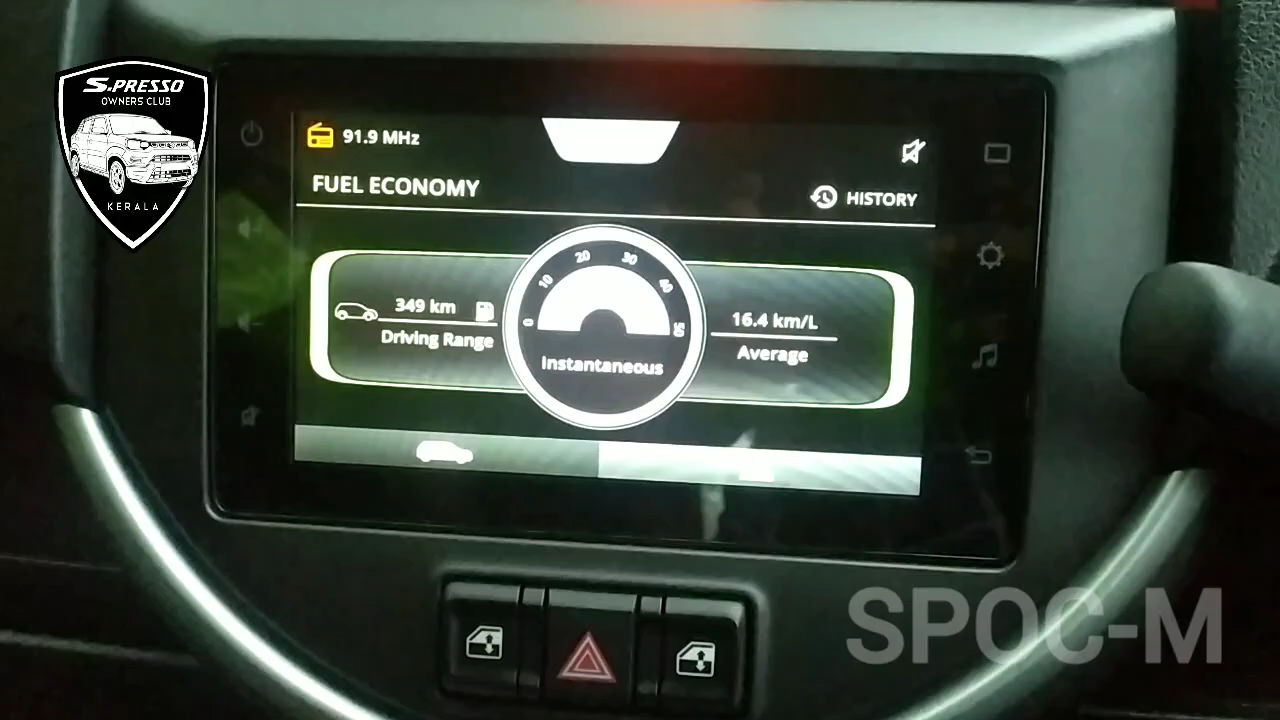 S.PRESSO
OWNERS CLUB
KERALA
91.9 MHz
FUEL ECONOMY
HISTORY
349 km
Driving Range
0 10 20 30 40 50
Instantaneous
16.4 km/L
Average
SPOC-M